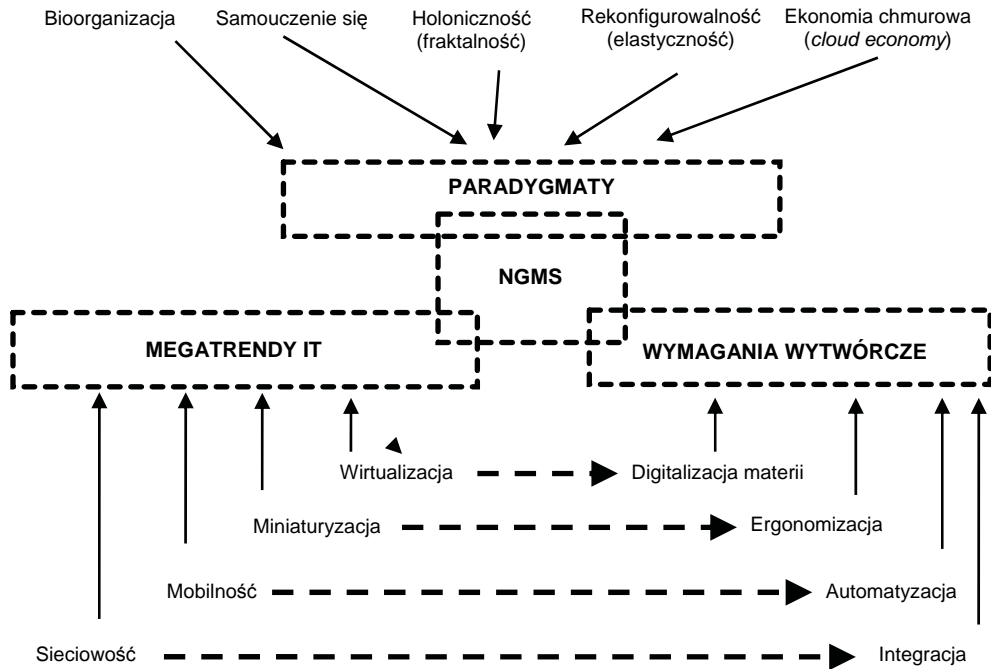 Bioorganizacja
Samouczenie się
Holoniczność
(fraktalność)
Rekonfigurowalność
(elastyczność)
Ekonomia chmurowa
(cloud economy)
PARADYGMATY
NGMS
MEGATRENDY IT
WYMAGANIA WYTWÓRCZE
Wirtualizacja
Digitalizacja materii
Miniaturyzacja
Ergonomizacja
Mobilność
Automatyzacja
Sieciowość
Integracja